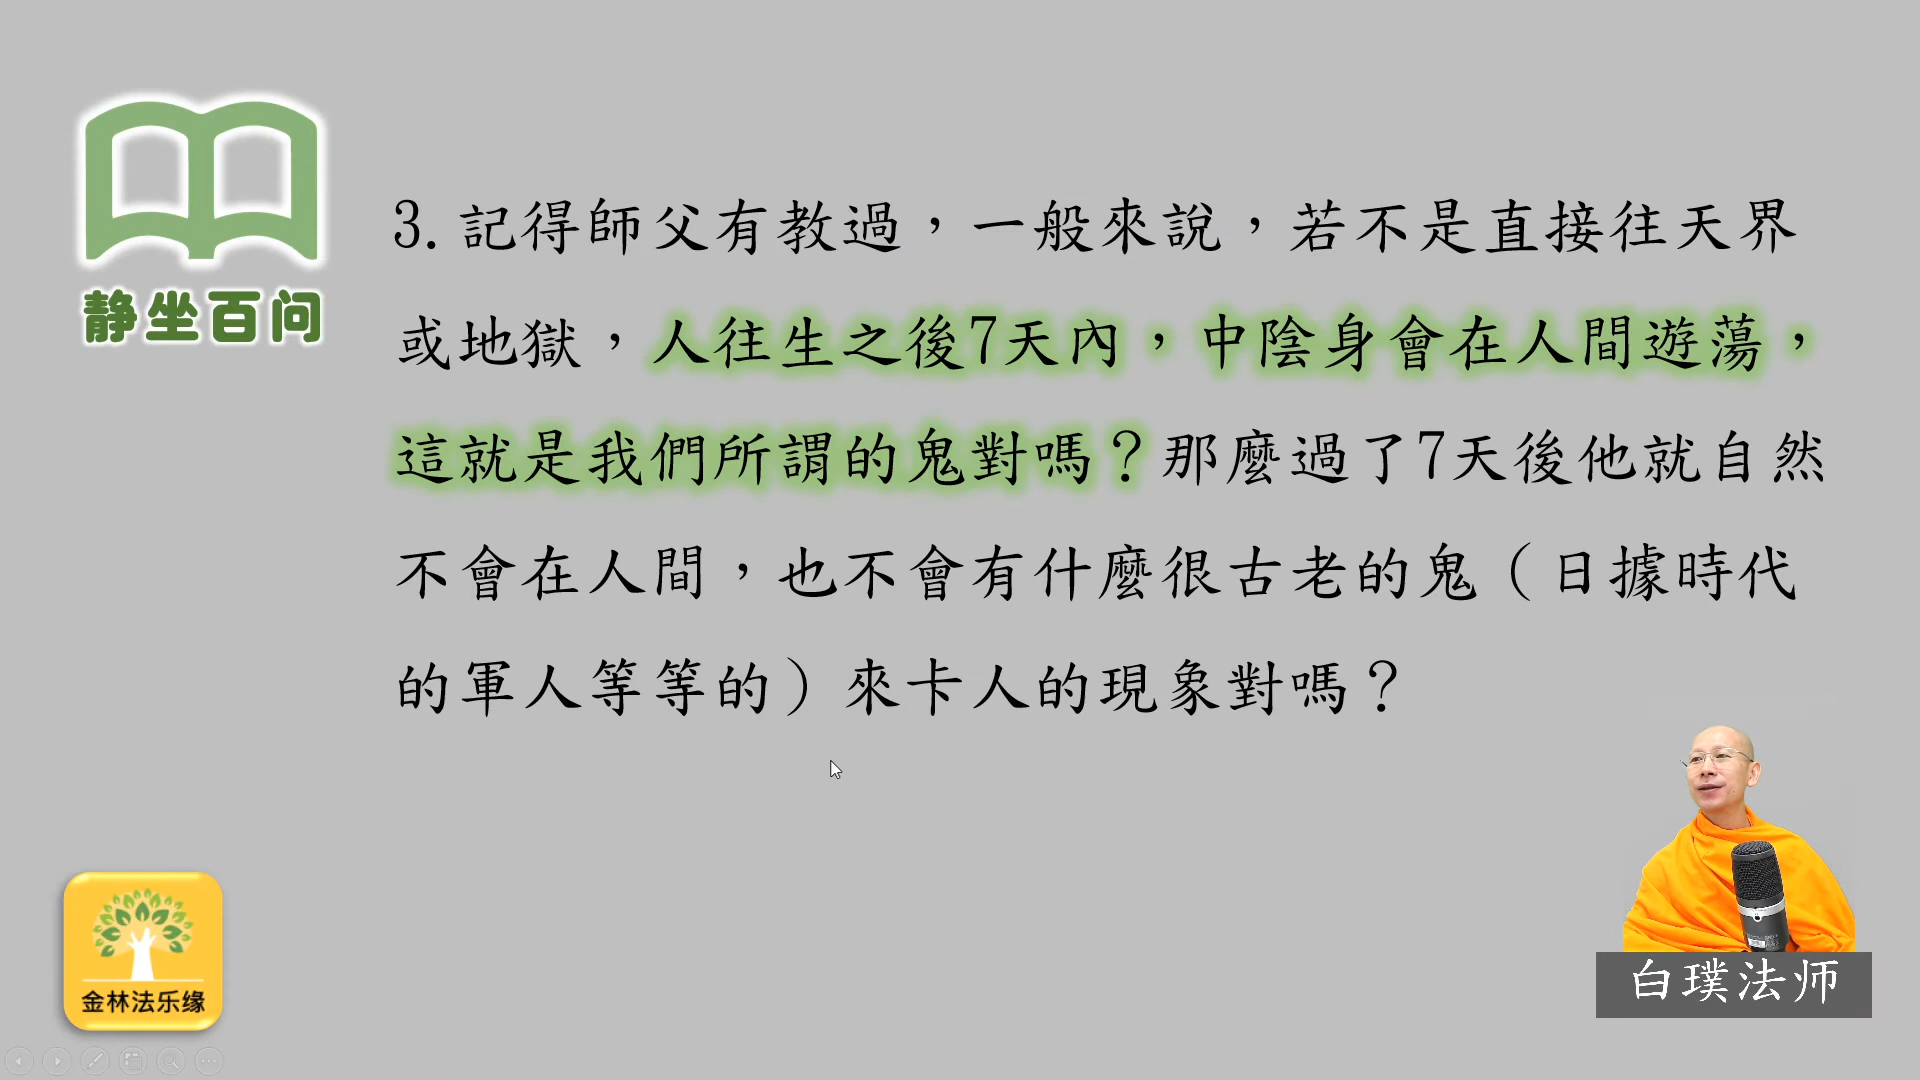 静坐百问
3. 記得師父有教過，一般來說，若不是直接往天界
或地獄，人往生之後7天內，中陰身會在人間遊蕩，
這就是我們所謂的鬼對嗎？那麼過了7天後他就自然
不會在人間，也不會有什麼很古老的鬼（日據時代
的軍人等等的）來卡人的現象對嗎？
金林法乐缘
白璞法师